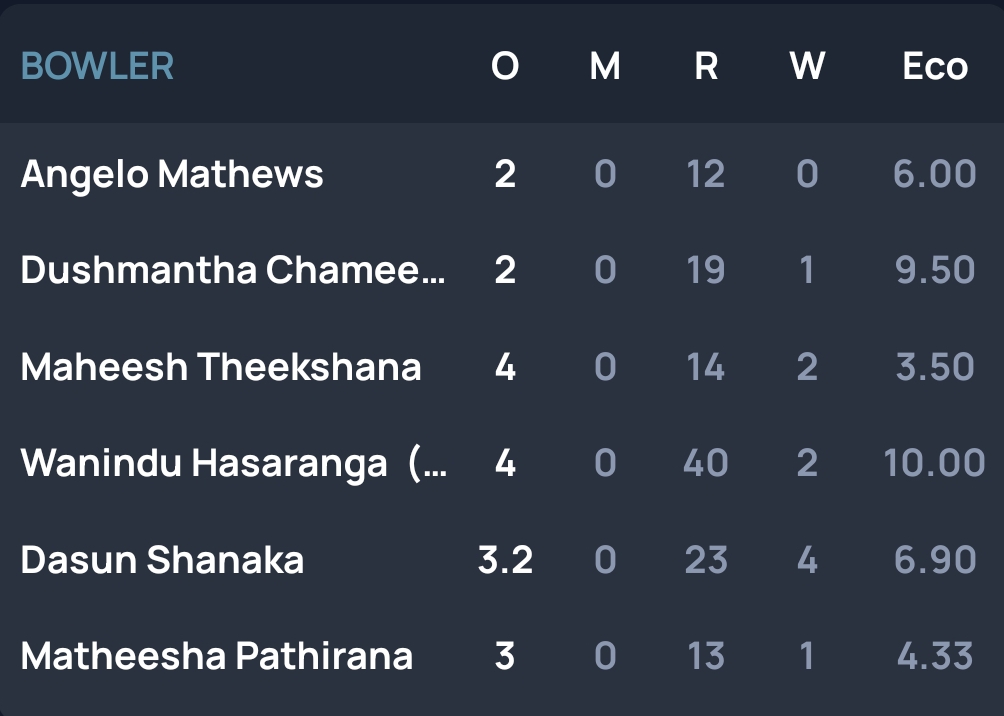 BOWLER O M R W Eco
Angelo Mathews 2 0 12 0 6.00
Dushmantha Chamee... 2 0 19 1 9.50
Maheesh Theekshana 4 0 14 2 3.50
Wanindu Hasaranga (... 4 0 40 2 10.00
Dasun Shanaka 3.2 0 23 4 6.90
Matheesha Pathirana 3 0 13 1 4.33